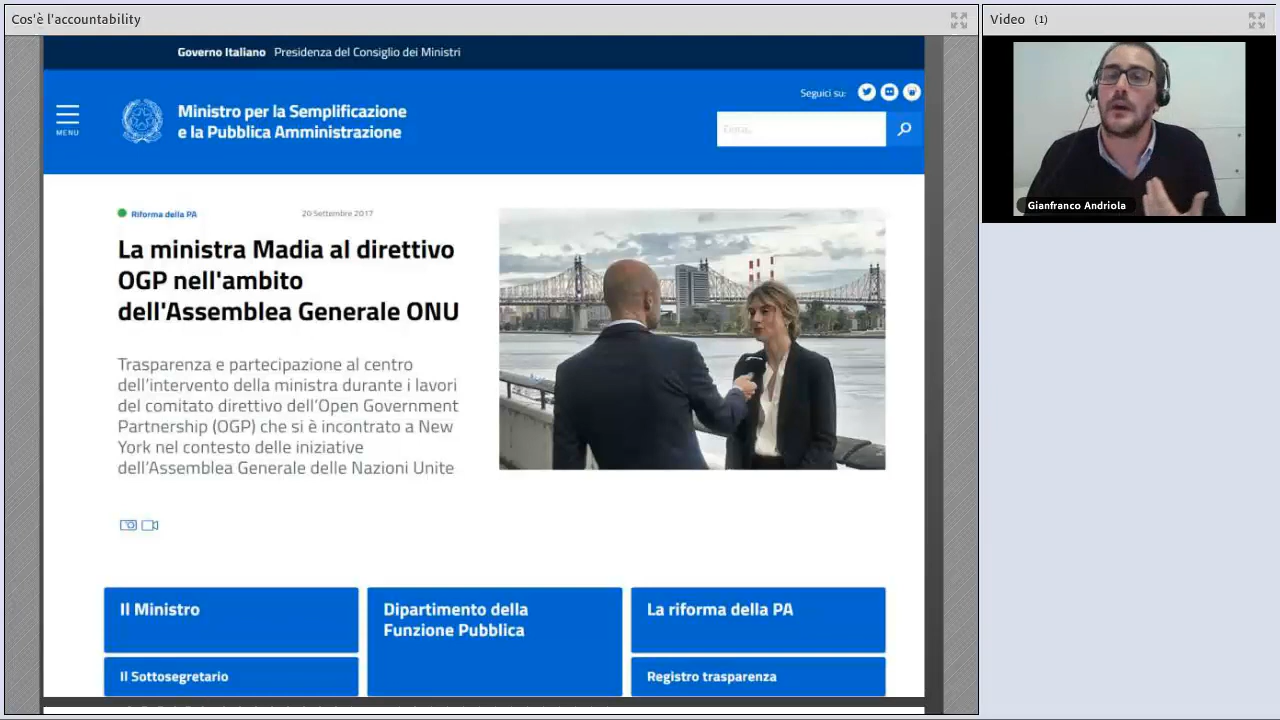 Cos'è l'accountability
Video (1)
Governo Italiano Presidenza del Consiglio dei Ministri
MENU
Ministro per la Semplificazione
e la Pubblica Amministrazione
Seguici su:
Cerca..
Gianfranco Andriola
Riforma della PA
20 Settembre 2017
La ministra Madia al direttivo
OGP nell'ambito
dell'Assemblea Generale ONU
Trasparenza e partecipazione al centro
dell'intervento della ministra durante i lavori
del comitato direttivo dell'Open Government
Partnership (OGP) che si è incontrato a New
York nel contesto delle iniziative
dell'Assemblea Generale delle Nazioni Unite
Il Ministro
Dipartimento della
Funzione Pubblica
La riforma della PA
Il Sottosegretario
Registro trasparenza